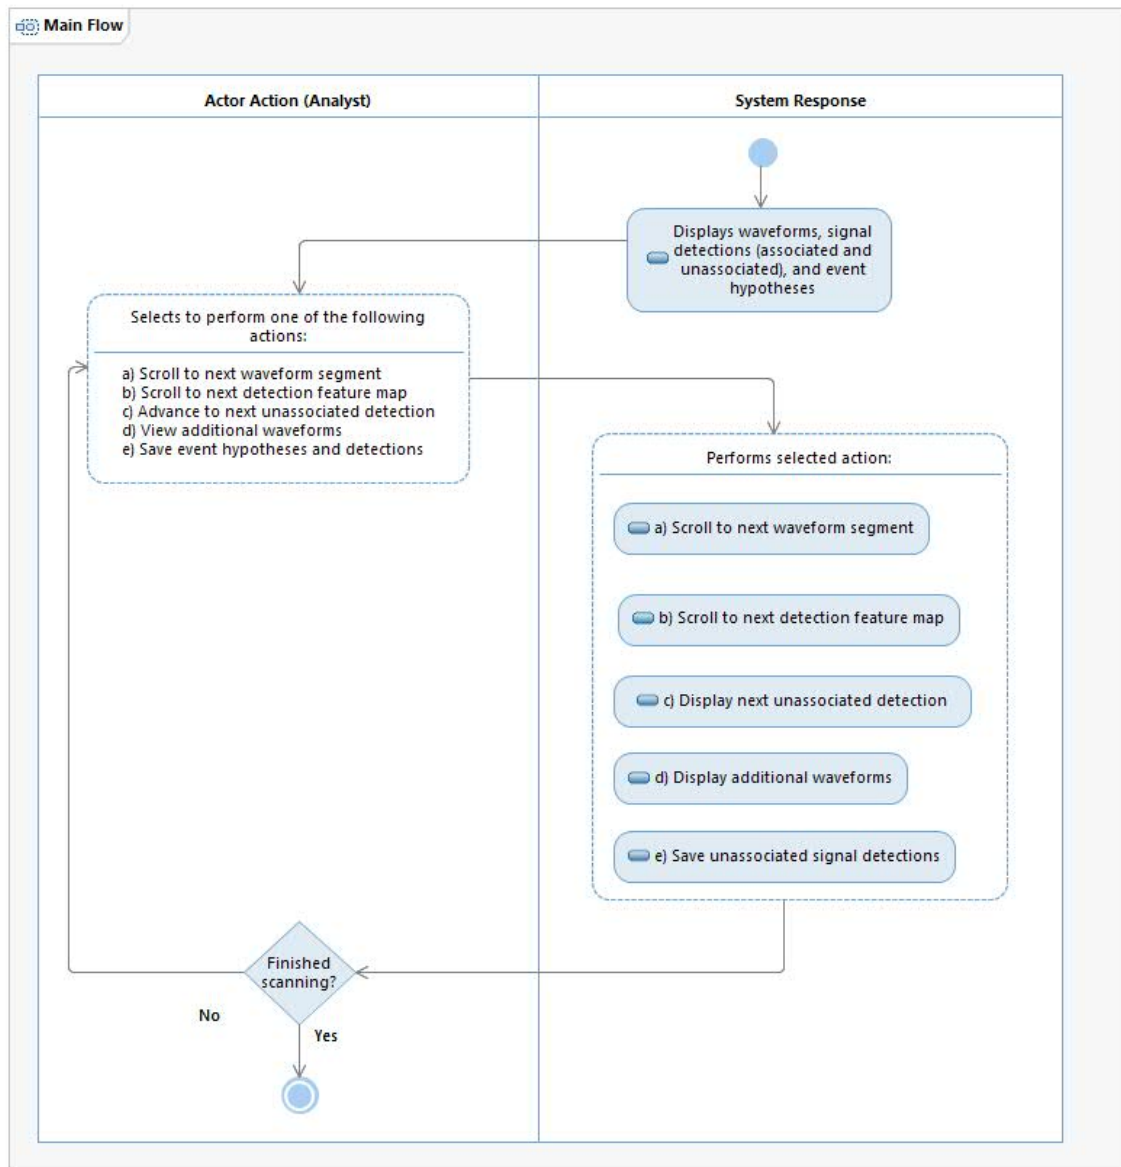 Main Flow
Actor Action (Analyst)
System Response
Displays waveforms, signal
detections (associated and
unassociated), and event
hypotheses
Selects to perform one of the following
actions:
a) Scroll to next waveform segment
b) Scroll to next detection feature map
c) Advance to next unassociated detection
d) View additional waveforms
e) Save event hypotheses and detections
Performs selected action:
a) Scroll to next waveform segment
b) Scroll to next detection feature map
c) Display next unassociated detection
d) Display additional waveforms
e) Save unassociated signal detections
Finished
scanning?
No
Yes